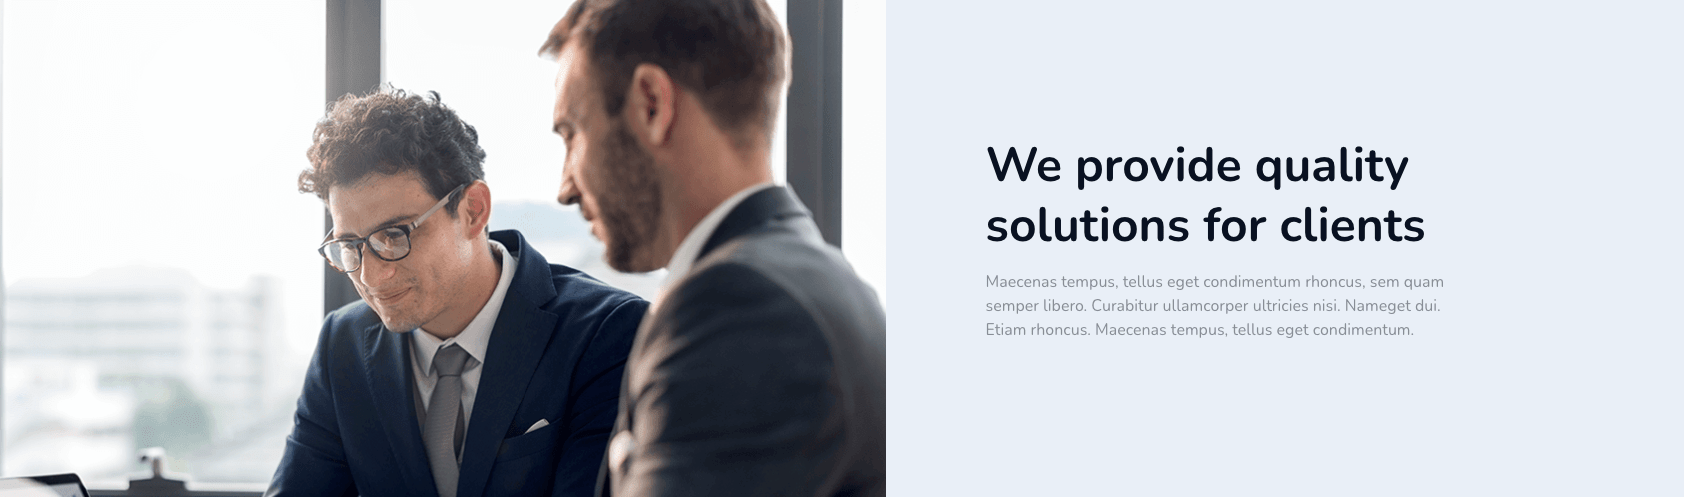 We provide quality
solutions for clients
Maecenas tempus, tellus eget condimentum rhoncus, sem quam
semper libero. Curabitur ullamcorper ultricies nisi. Nameget dui.
Etiam rhoncus. Maecenas tempus, tellus eget condimentum.